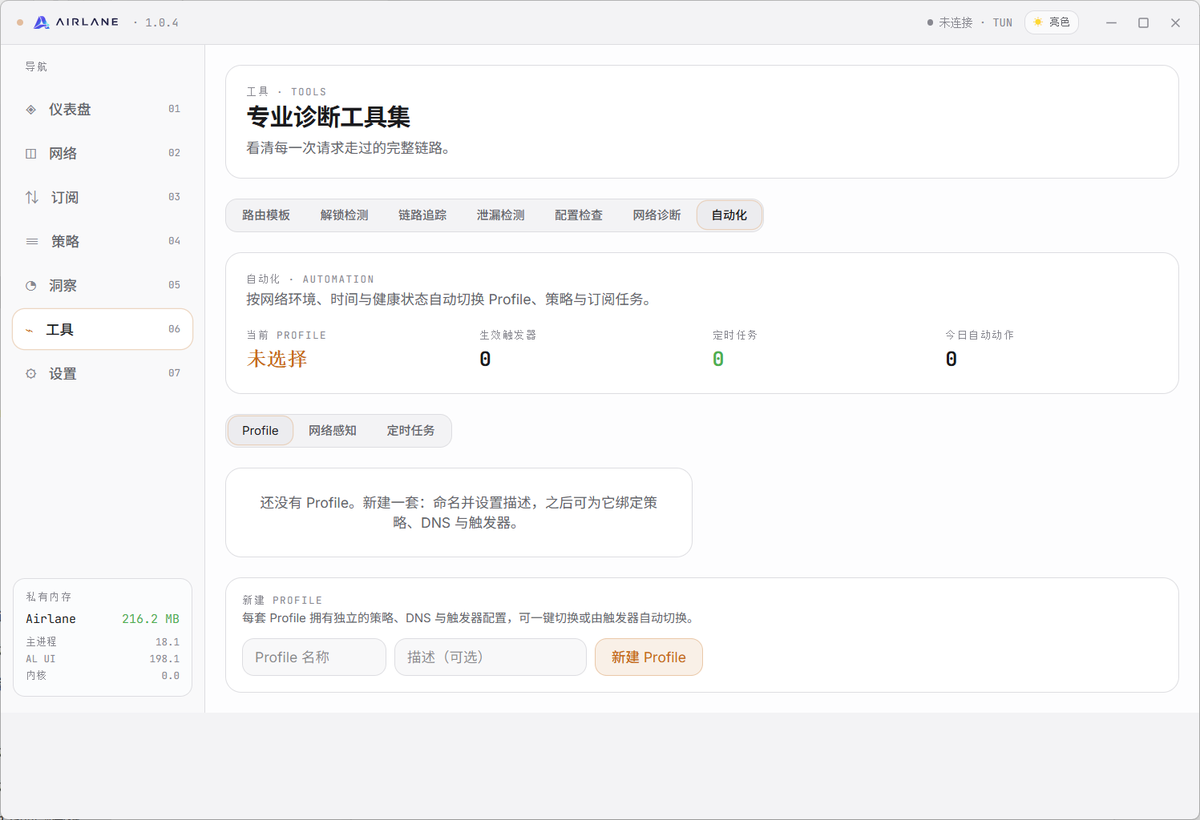 AIRLANE · 1.0.4
未连接 · TUN
亮色
导航
仪表盘 01
网络 02
订阅 03
策略 04
洞察 05
工具 06
设置 07
私有内存
Airlane 216.2 MB
主进程 18.1
AL UI 198.1
内核 0.0
工具 · TOOLS
专业诊断工具集
看清每一次请求走过的完整链路。
路由模板 解锁检测 链路追踪 泄漏检测 配置检查 网络诊断 自动化
自动化 · AUTOMATION
按网络环境、时间与健康状态自动切换 Profile、策略与订阅任务。
当前 PROFILE 生效触发器 定时任务 今日自动动作
未选择 0 0 0
Profile 网络感知 定时任务
还没有 Profile。新建一套：命名并设置描述，之后可为它绑定策
略、DNS 与触发器。
新建 PROFILE
每套 Profile 拥有独立的策略、DNS 与触发器配置，可一键切换或由触发器自动切换。
Profile 名称 描述（可选） 新建 Profile